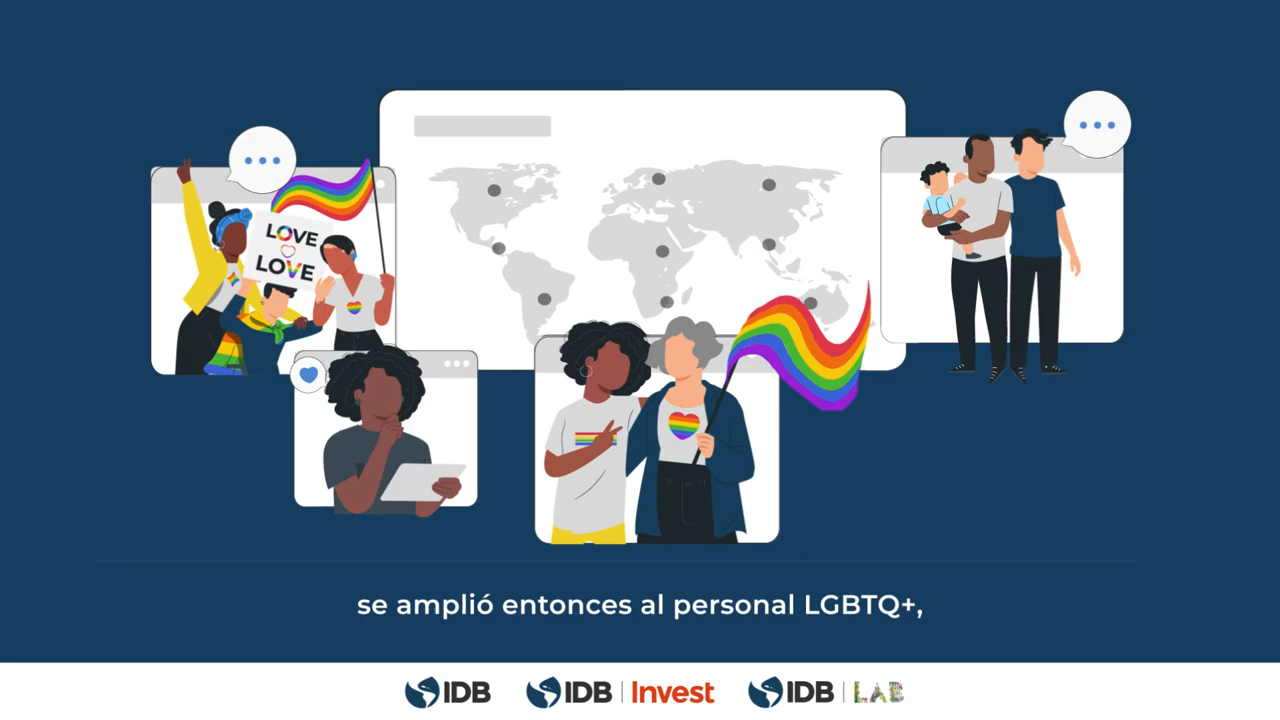 LOVE
LOVE
se amplió entonces al personal LGBTQ+,
IDB IDB | Invest IDB | LAB